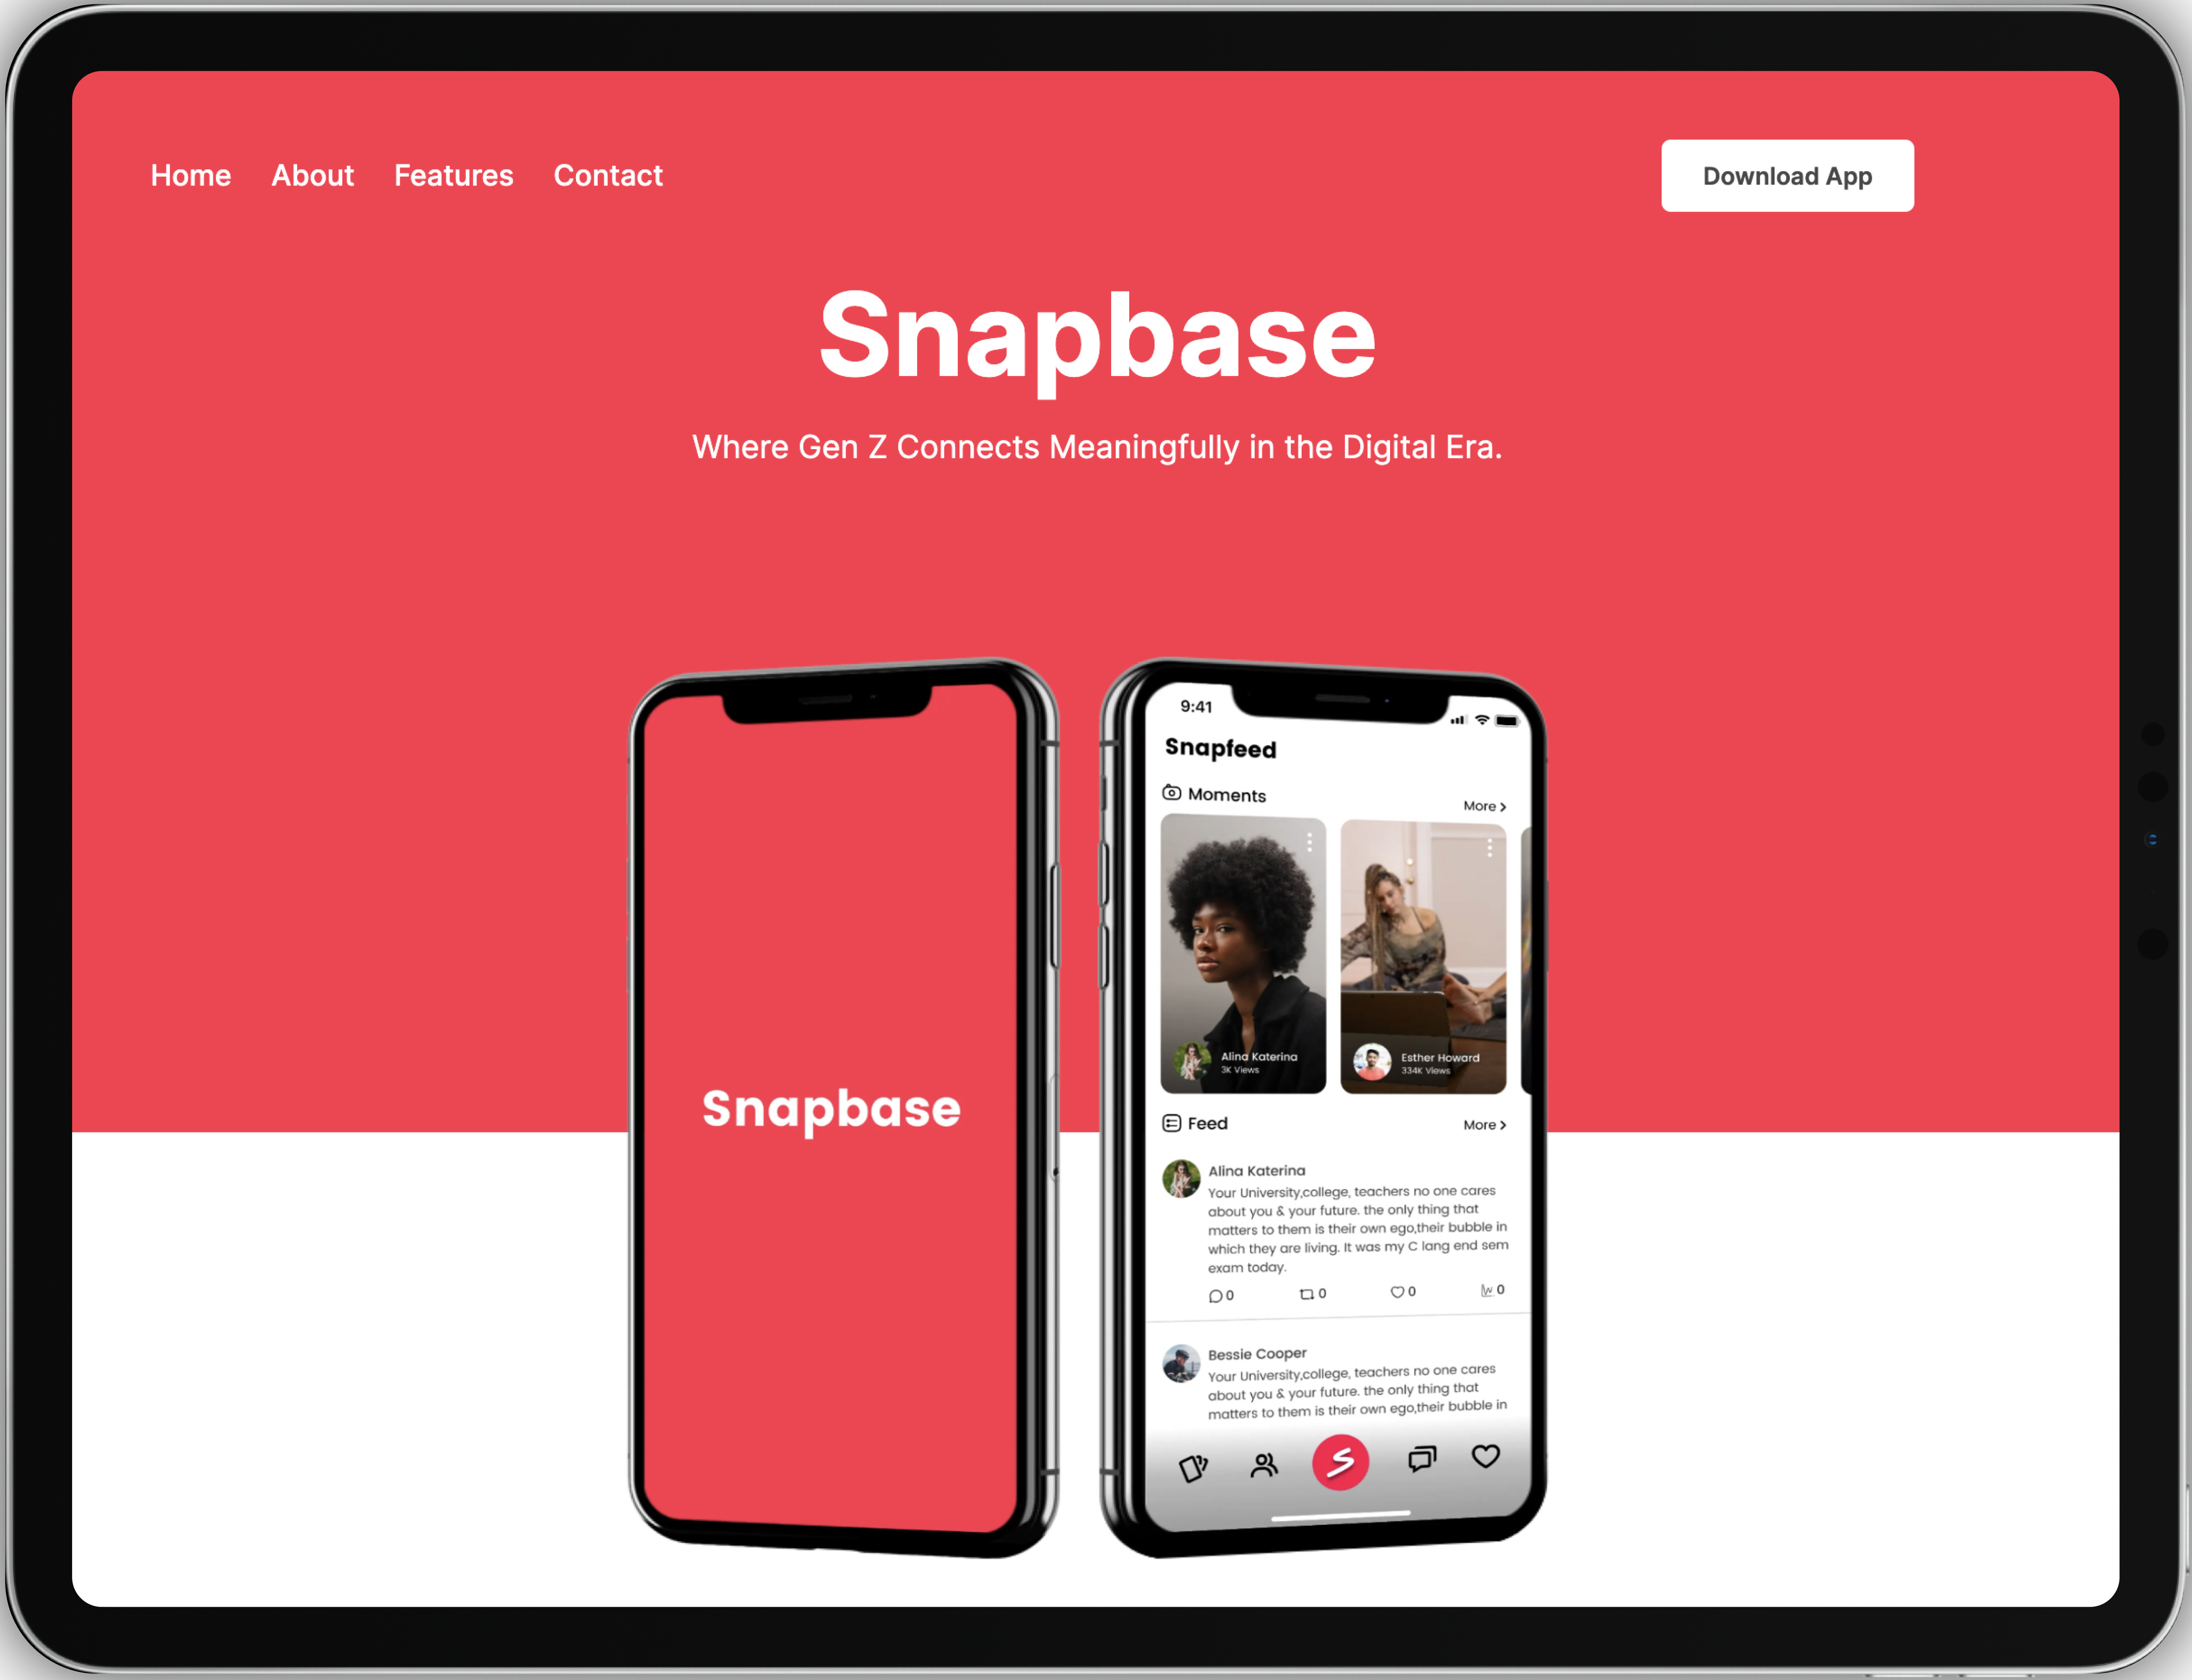 Home About Features Contact
Download App
Snapbase
Where Gen Z Connects Meaningfully in the Digital Era.
Snapbase
9:41
Snapfeed
Moments
More >
Alina Katerina
3K Views
Esther Howard
334K Views
Feed
More >
Alina Katerina
Your University,college, teachers no one cares
about you & your future. the only thing that
matters to them is their own ego,their bubble in
which they are living. It was my C lang end sem
exam today.
0 0 0 0
Bessie Cooper
Your University,college, teachers no one cares
about you & your future. the only thing that
matters to them is their own ego,their bubble in
S